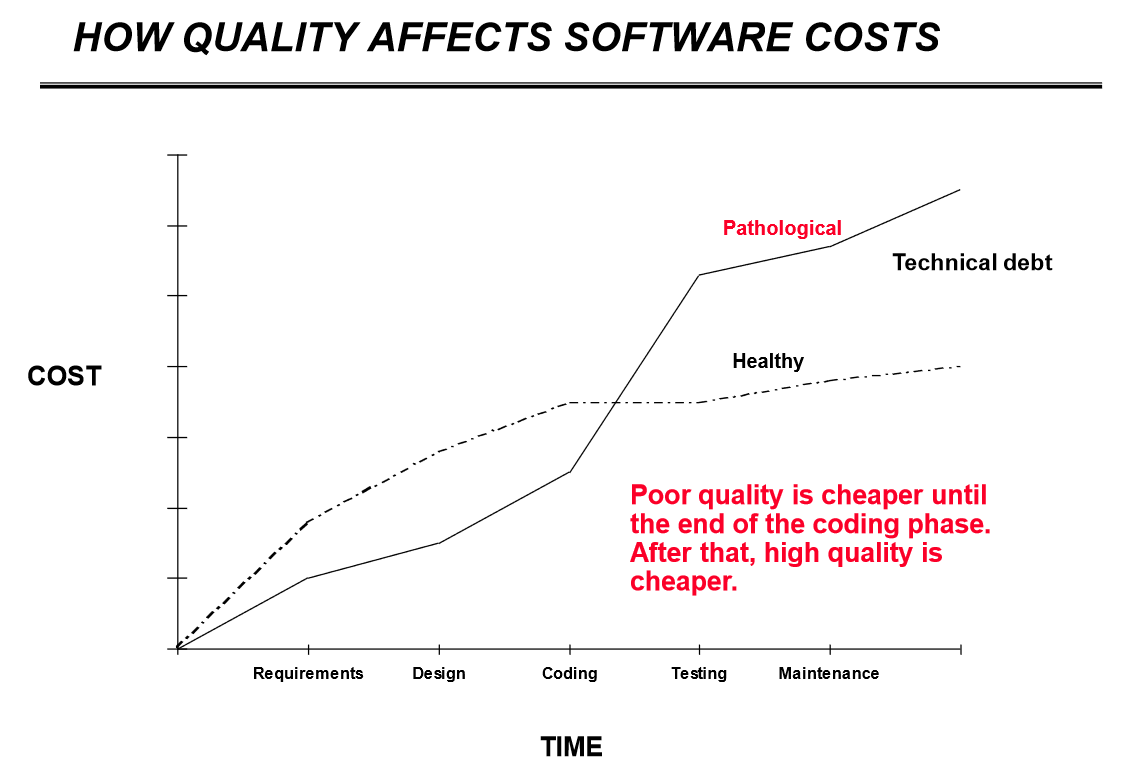 HOW QUALITY AFFECTS SOFTWARE COSTS
Pathological
Technical debt
Healthy
COST
Poor quality is cheaper until
the end of the coding phase.
After that, high quality is
cheaper.
Requirements
Design
Coding
Testing
Maintenance
TIME